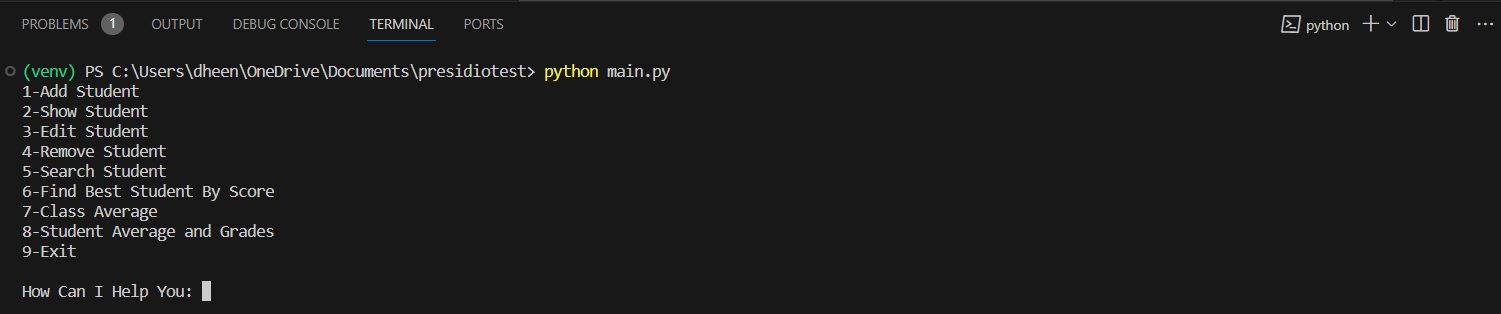 PROBLEMS 1 OUTPUT DEBUG CONSOLE TERMINAL PORTS python
(venv) PS C:\Users\dheen\OneDrive\Documents\presidiotest> python main.py
1-Add Student
2-Show Student
3-Edit Student
4-Remove Student
5-Search Student
6-Find Best Student By Score
7-Class Average
8-Student Average and Grades
9-Exit
How Can I Help You: